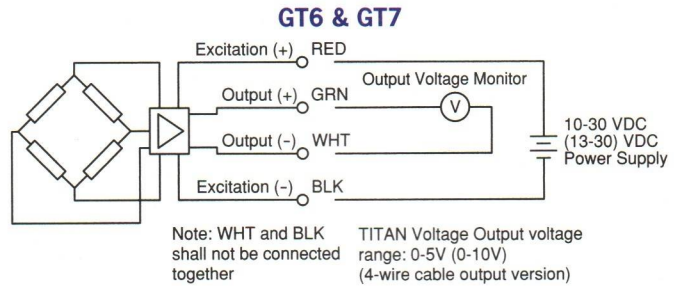 GT6 & GT7
Excitation (+) RED
Output Voltage Monitor
Output (+) GRN
V
Output (-) WHT
10-30 VDC
(13-30) VDC
Power Supply
Excitation (-) BLK
Note: WHT and BLK
shall not be connected
together
TITAN Voltage Output voltage
range: 0-5V (0-10V)
(4-wire cable output version)